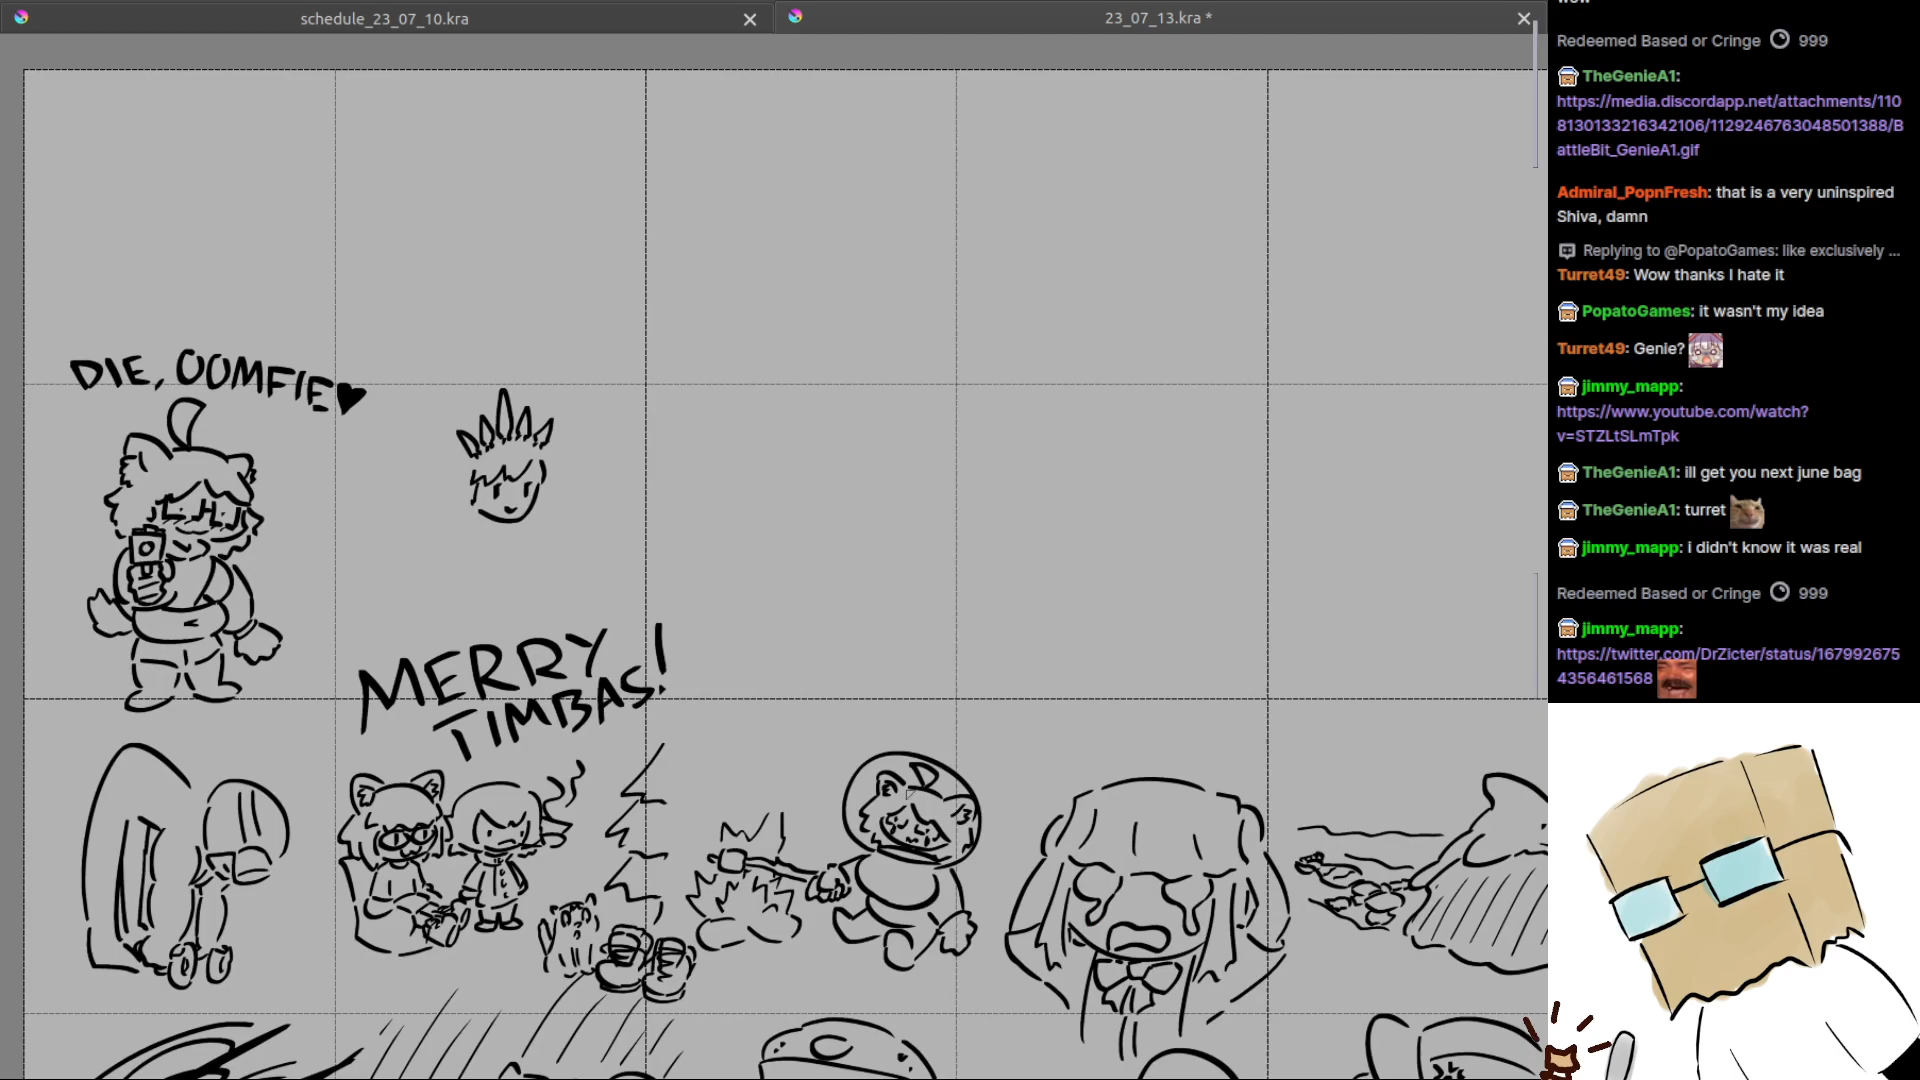 schedule_23_07_10.kra
23_07_13.kra *
DIE, OOMFIE♥
MERRY
TIMBAS!
Redeemed Based or Cringe 999
TheGenieA1:
https://media.discordapp.net/attachments/110
8130133216342106/1129246763048501388/B
attleBit_GenieA1.gif
Admiral_PopnFresh: that is a very uninspired
Shiva, damn
Replying to @PopatoGames: like exclusively ...
Turret49: Wow thanks I hate it
PopatoGames: it wasn't my idea
Turret49: Genie?
jimmy_mapp:
https://www.youtube.com/watch?
v=STZLtSLmTpk
TheGenieA1: ill get you next june bag
TheGenieA1: turret
jimmy_mapp: i didn't know it was real
Redeemed Based or Cringe 999
jimmy_mapp:
https://twitter.com/DrZicter/status/167992675
4356461568